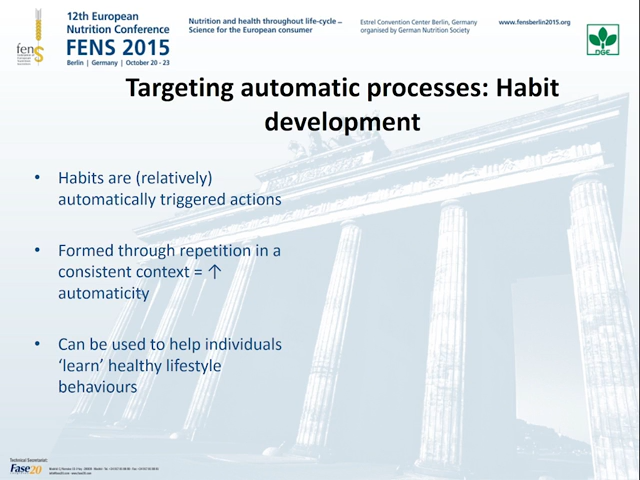 fens
12th European
Nutrition Conference
FENS 2015
Berlin | Germany | October 20 - 23
Nutrition and health throughout life-cycle –
Science for the European consumer
Estrel Convention Center Berlin, Germany
organised by German Nutrition Society
www.fensberlin2015.org
DGE
Targeting automatic processes: Habit
development
• Habits are (relatively)
automatically triggered actions
• Formed through repetition in a
consistent context = ↑
automaticity
• Can be used to help individuals
‘learn’ healthy lifestyle
behaviours
Technical Secretariat:
Fase20